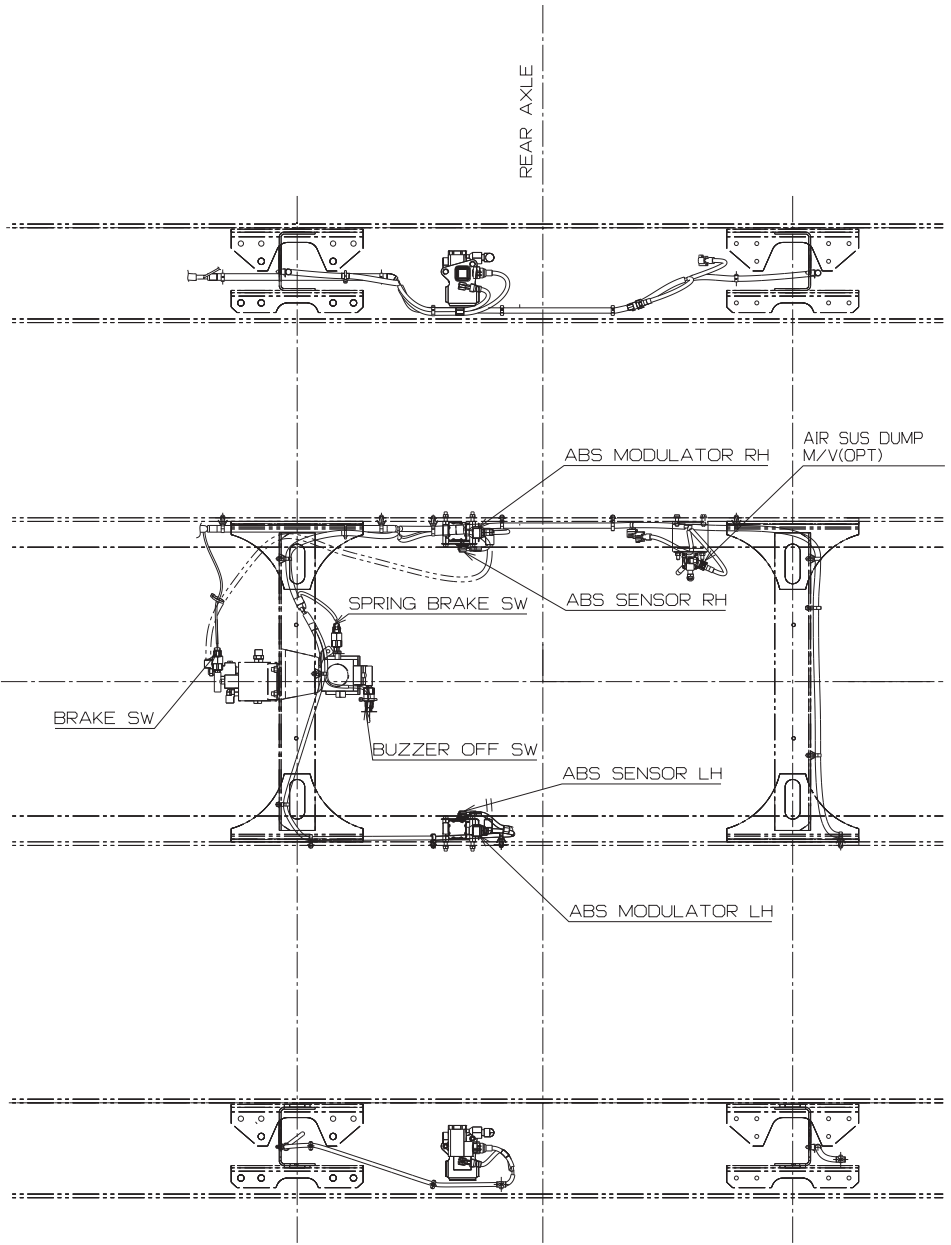 REAR AXLE
AIR SUS DUMP
M/V(OPT)
ABS MODULATOR RH
ABS SENSOR RH
SPRING BRAKE SW
BRAKE SW
BUZZER OFF SW
ABS SENSOR LH
ABS MODULATOR LH